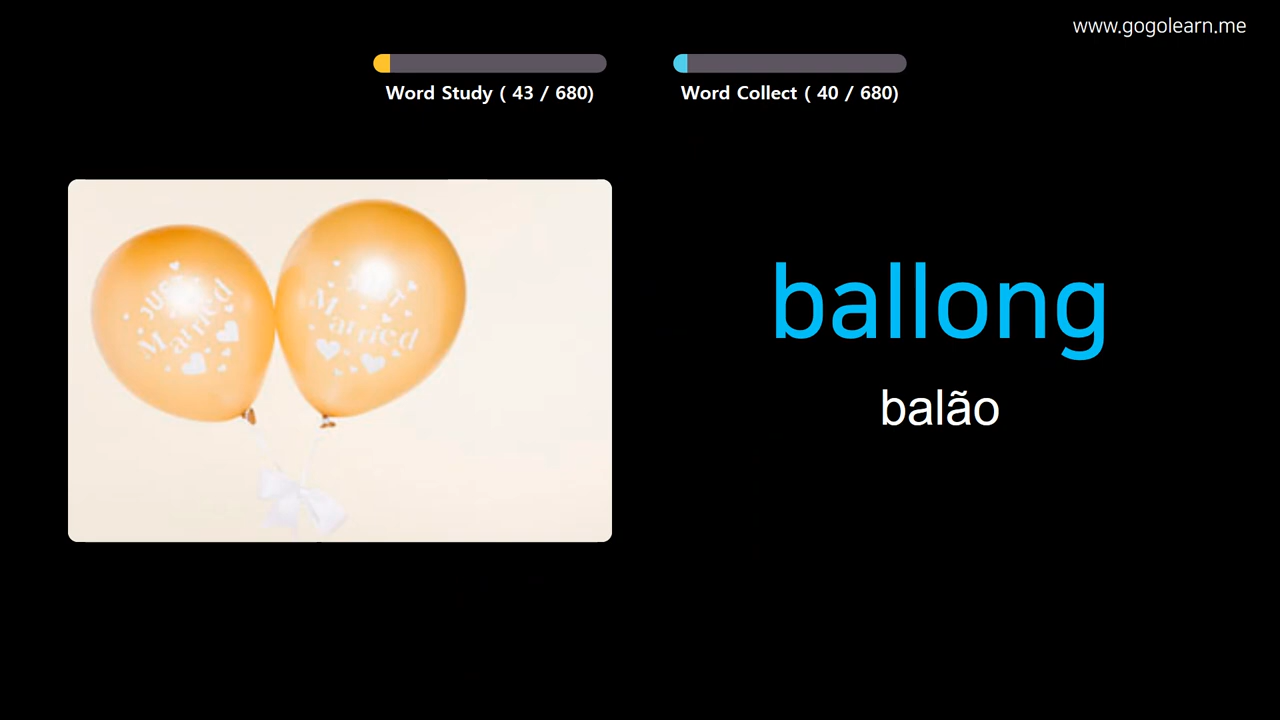 www.gogolearn.me
Word Study ( 43 / 680)
Word Collect ( 40 / 680)
JUST
Married
JUST
Married
ballong
balão